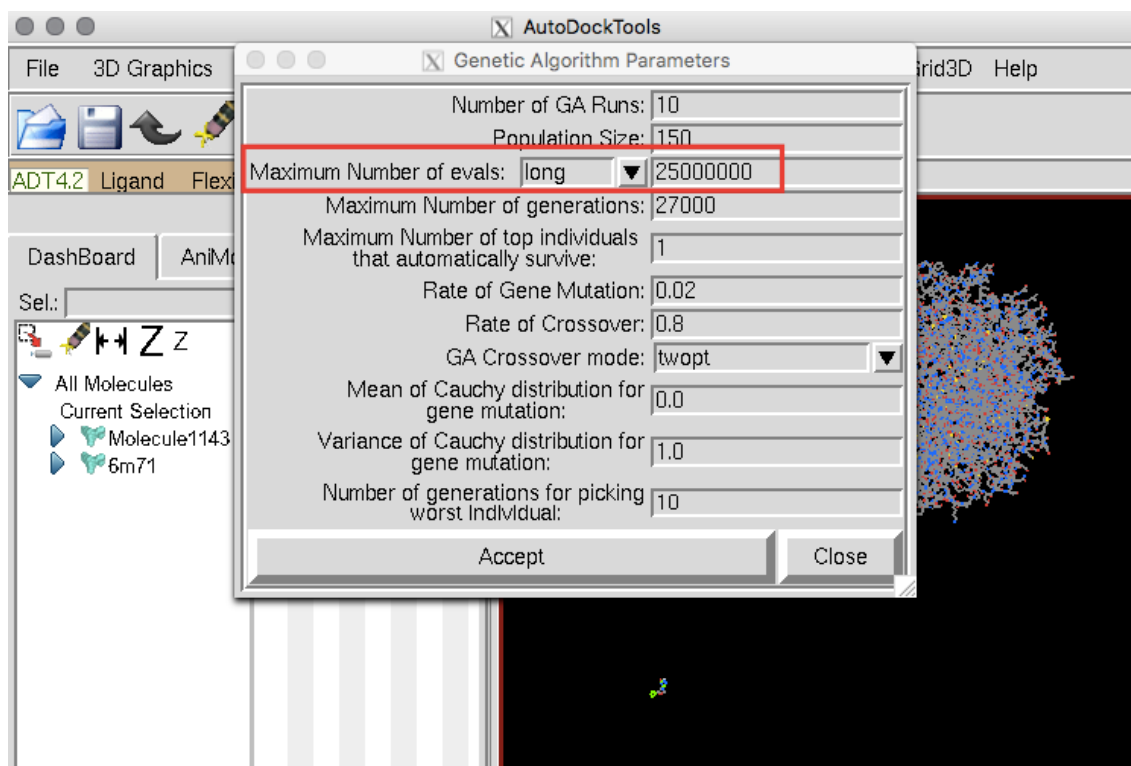 AutoDockTools
Genetic Algorithm Parameters
File 3D Graphics
Grid3D Help
Number of GA Runs: 10
Population Size: 150
Maximum Number of evals: long 25000000
ADT4.2 Ligand
Maximum Number of generations: 27000
Maximum Number of top individuals
that automatically survive: 1
DashBoard
Rate of Gene Mutation: 0.02
Sel.:
Rate of Crossover: 0.8
Z Z
GA Crossover mode: twopt
All Molecules
Mean of Cauchy distribution for
gene mutation: 0.0
Current Selection
Molecule1143
Variance of Cauchy distribution for
gene mutation: 1.0
6m71
Number of generations for picking
worst Individual: 10
Accept Close